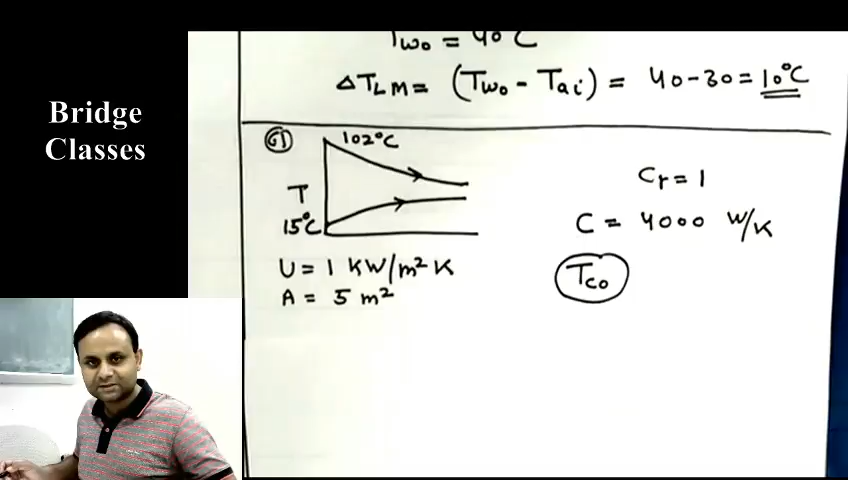 Bridge
Classes
Two = 40°C
ΔTLM = (Two - Tai) = 40-30 = 10°C
61 102°C
T
15°C
U = 1 KW/m² K
A = 5 m²
Cr = 1
C = 4000 W/K
Tco